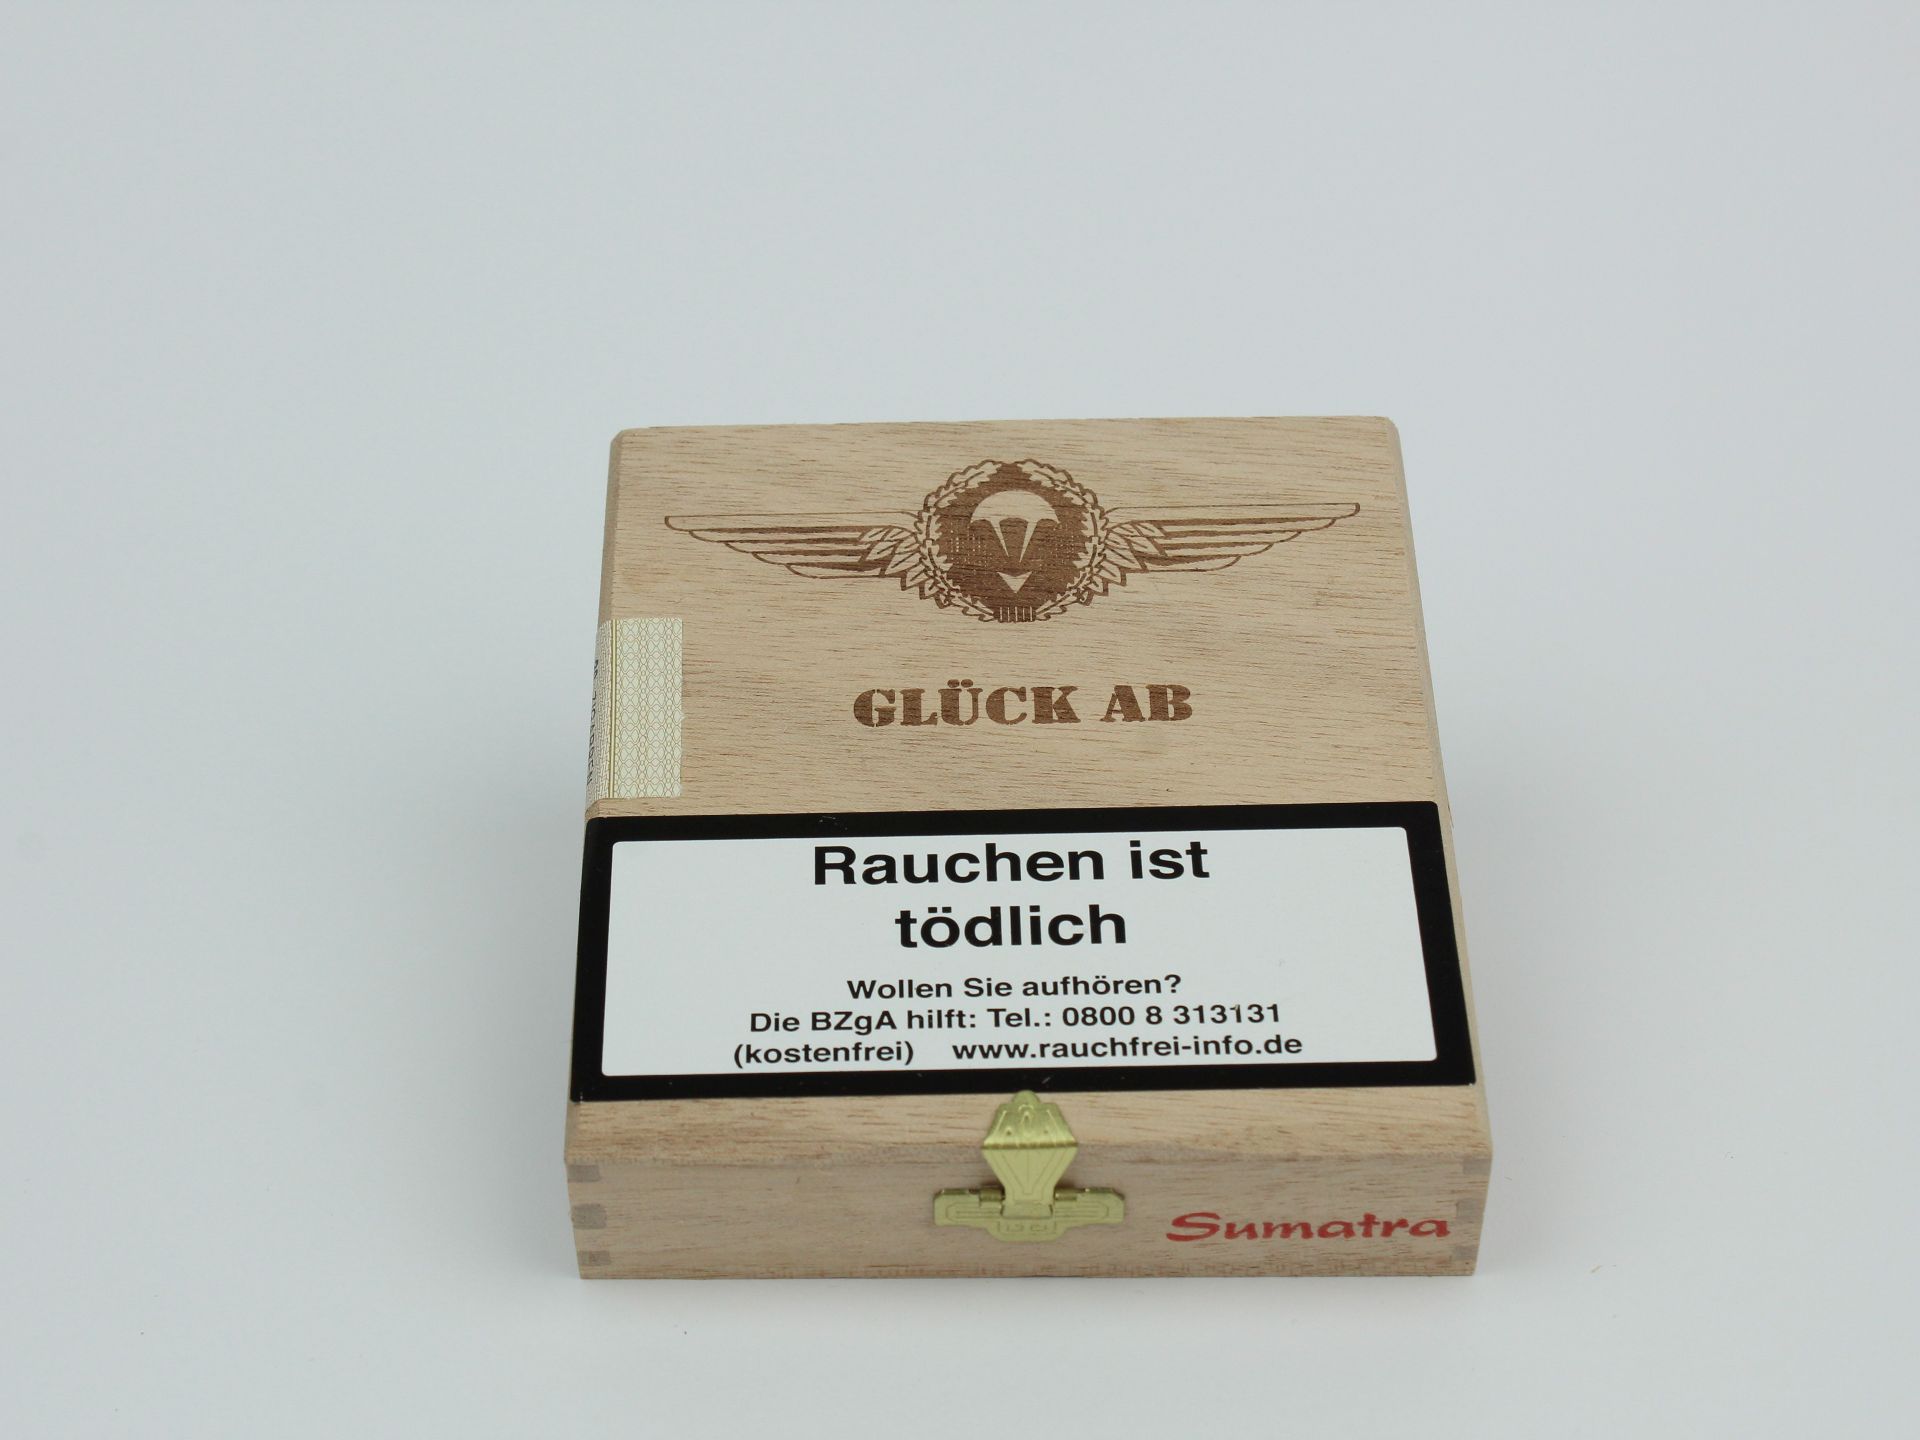 GLÜCK AB
Rauchen ist
tödlich
Wollen Sie aufhören?
Die BZgA hilft: Tel.: 0800 8 313131
(kostenfrei) www.rauchfrei-info.de
Sumatra